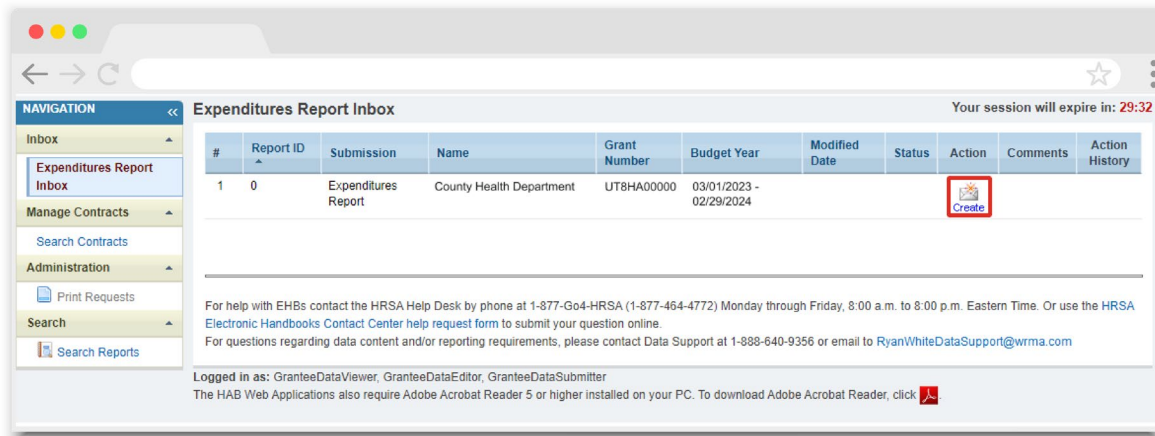 NAVIGATION «
Inbox
Expenditures Report
Inbox
Manage Contracts
Search Contracts
Administration
Print Requests
Search
Search Reports
Expenditures Report Inbox
Your session will expire in: 29:32
# Report ID Submission Name Grant Number Budget Year Modified Date Status Action Comments Action History
1 0 Expenditures Report County Health Department UT8HA00000 03/01/2023 - 02/29/2024 Create
For help with EHBs contact the HRSA Help Desk by phone at 1-877-Go4-HRSA (1-877-464-4772) Monday through Friday, 8:00 a.m. to 8:00 p.m. Eastern Time. Or use the HRSA
Electronic Handbooks Contact Center help request form to submit your question online.
For questions regarding data content and/or reporting requirements, please contact Data Support at 1-888-640-9356 or email to RyanWhiteDataSupport@wrma.com
Logged in as: GranteeDataViewer, GranteeDataEditor, GranteeDataSubmitter
The HAB Web Applications also require Adobe Acrobat Reader 5 or higher installed on your PC. To download Adobe Acrobat Reader, click .